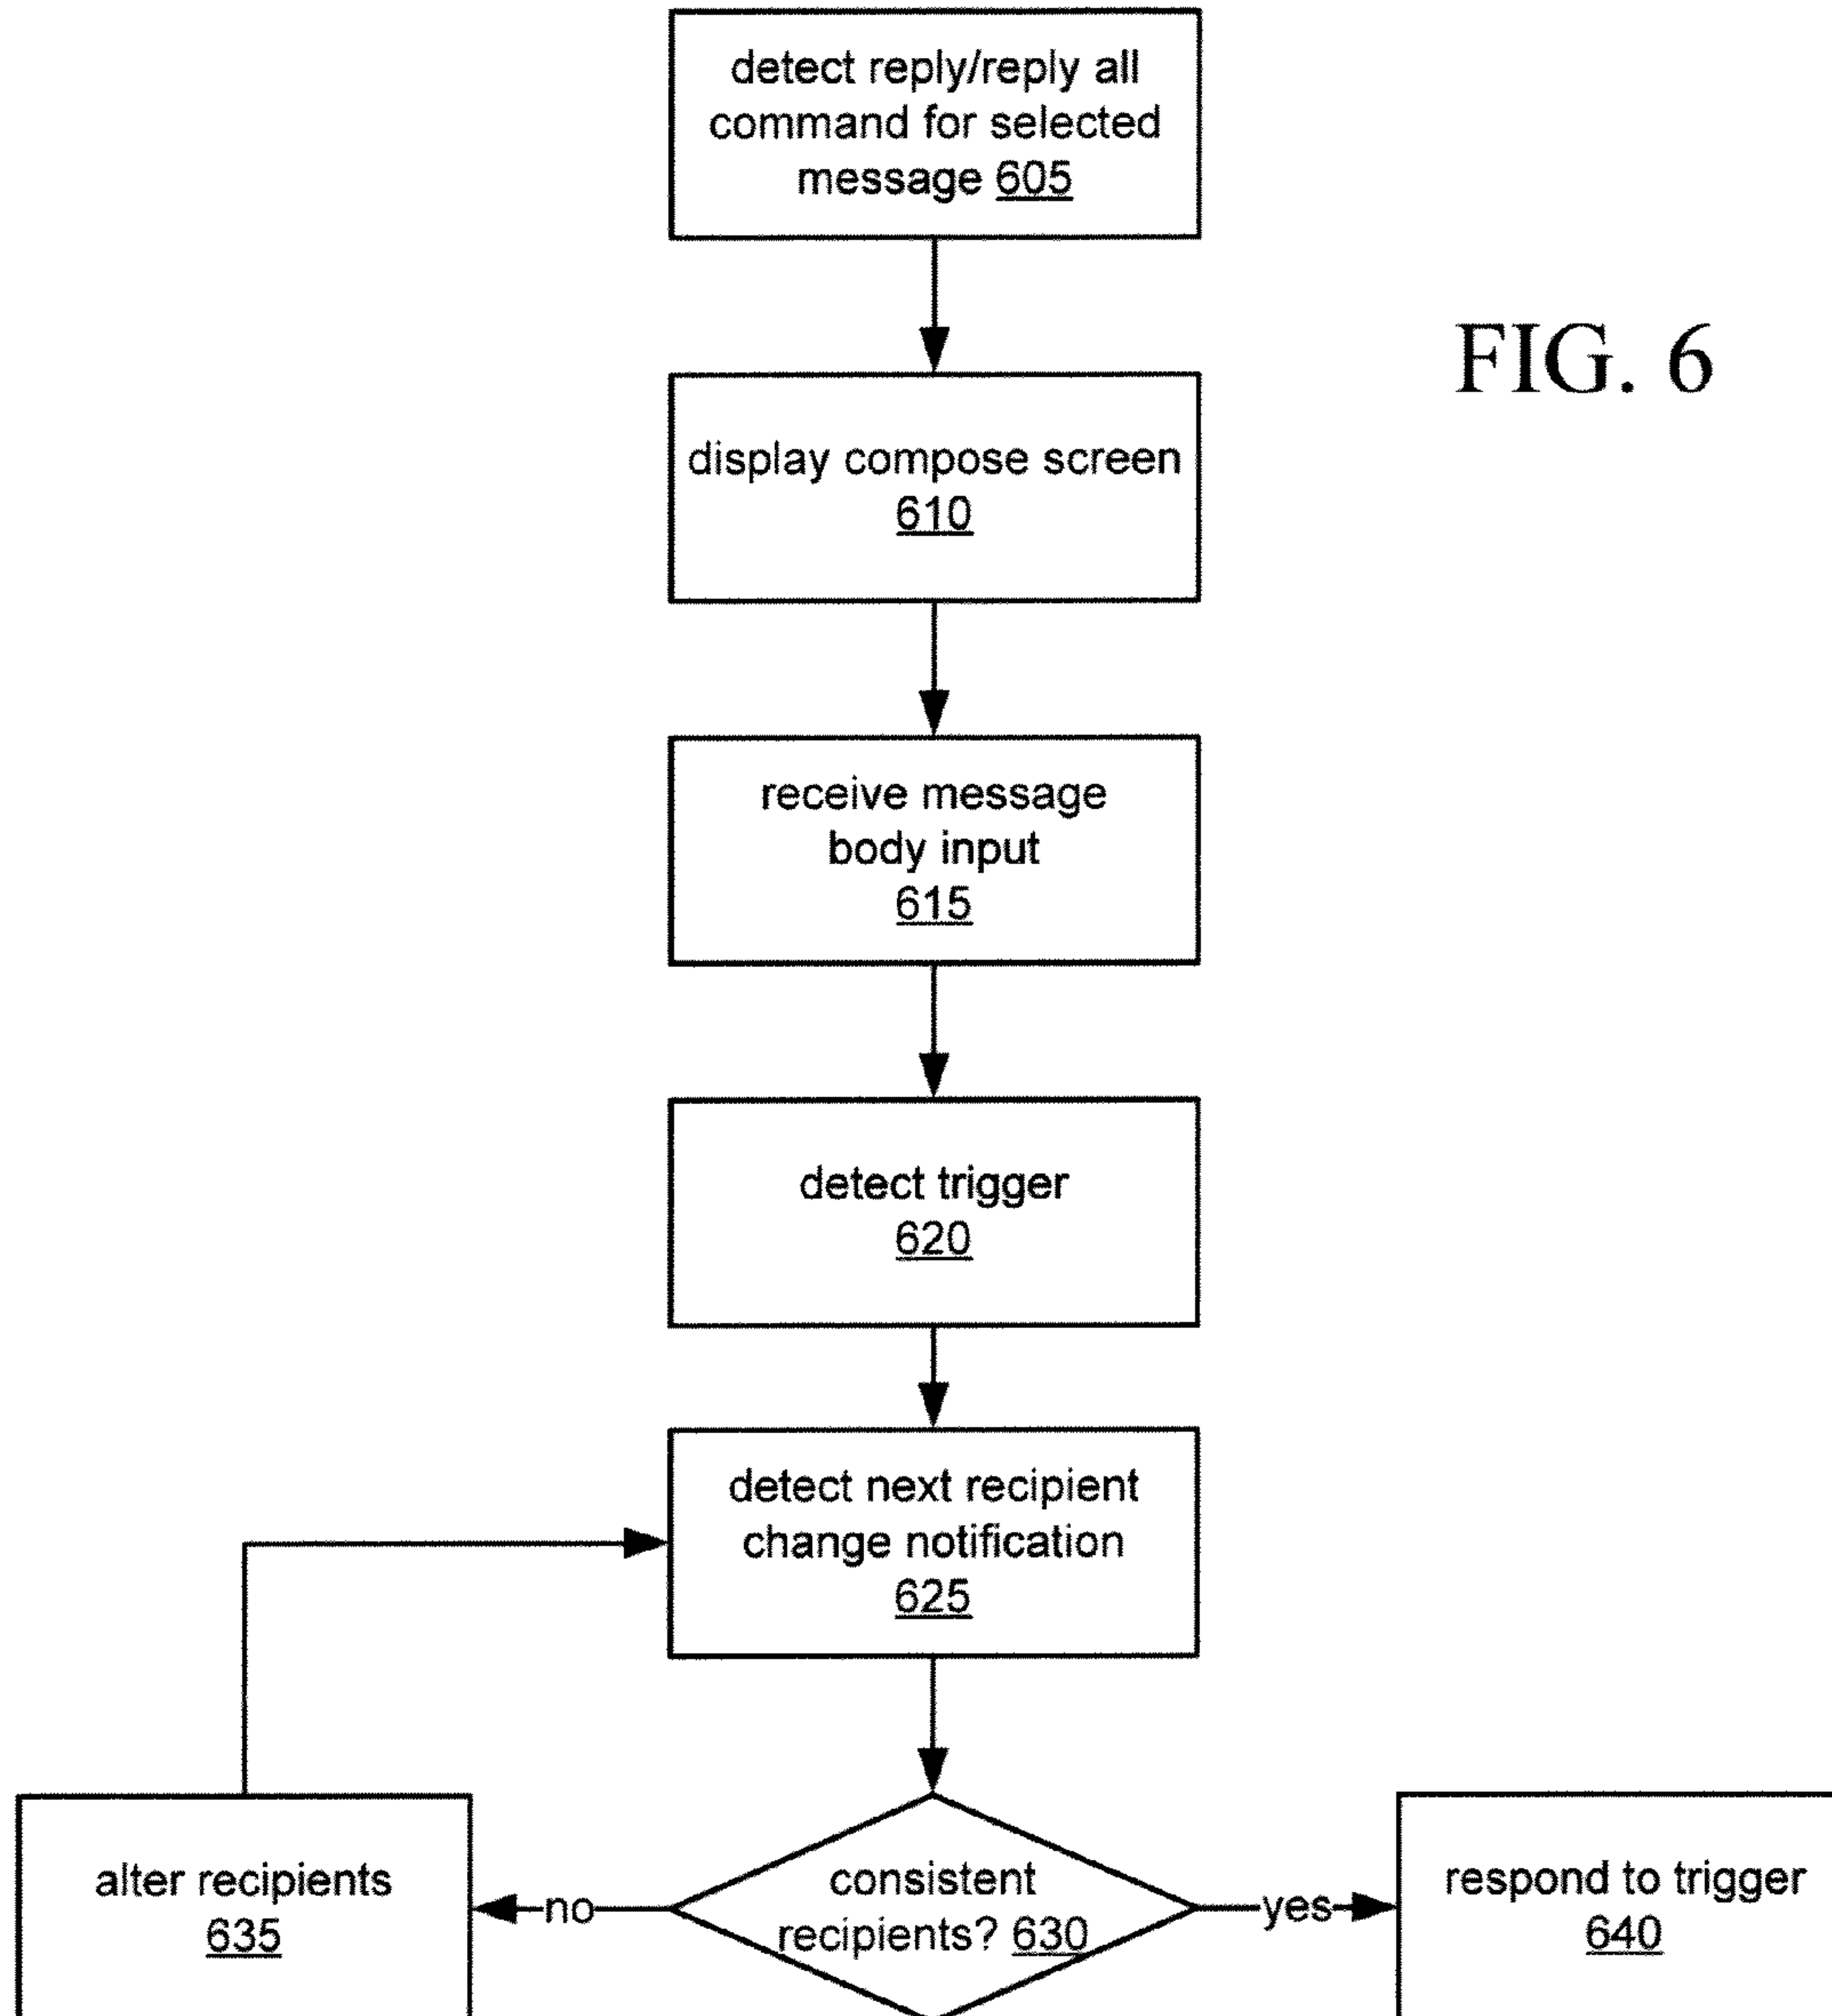 detect reply/reply all
command for selected
message 605
FIG. 6
display compose screen
610
receive message
body input
615
detect trigger
620
detect next recipient
change notification
625
alter recipients
635
no
consistent
recipients? 630
yes
respond to trigger
640